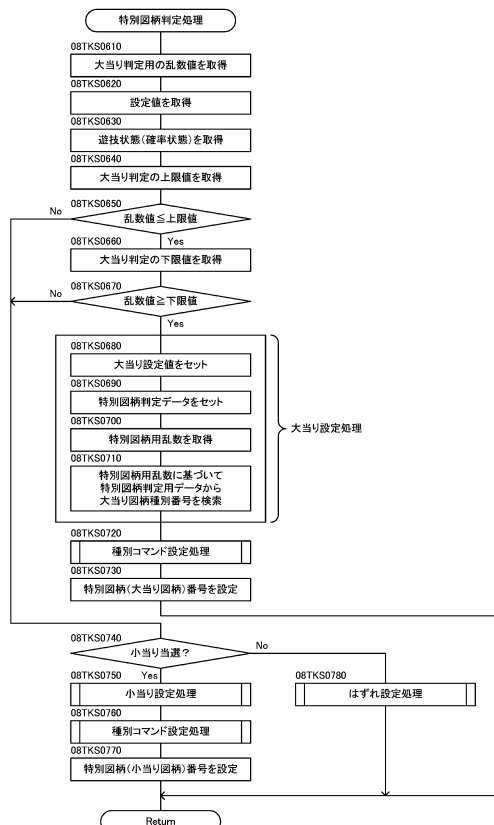 特別図柄判定処理
08TKS0610
大当り判定用の乱数値を取得
08TKS0620
設定値を取得
08TKS0630
遊技状態(確率状態)を取得
08TKS0640
大当り判定の上限値を取得
08TKS0650
No
乱数値≦上限値
Yes
08TKS0660
大当り判定の下限値を取得
08TKS0670
No
乱数値≧下限値
Yes
08TKS0680
大当り設定値をセット
08TKS0690
特別図柄判定データをセット
08TKS0700
特別図柄用乱数を取得
08TKS0710
特別図柄用乱数に基づいて
特別図柄判定用データから
大当り図柄種別番号を検索
大当り設定処理
08TKS0720
種別コマンド設定処理
08TKS0730
特別図柄(大当り図柄)番号を設定
08TKS0740
小当り当選？
No
Yes
08TKS0750
小当り設定処理
08TKS0780
はずれ設定処理
08TKS0760
種別コマンド設定処理
08TKS0770
特別図柄(小当り図柄)番号を設定
Return